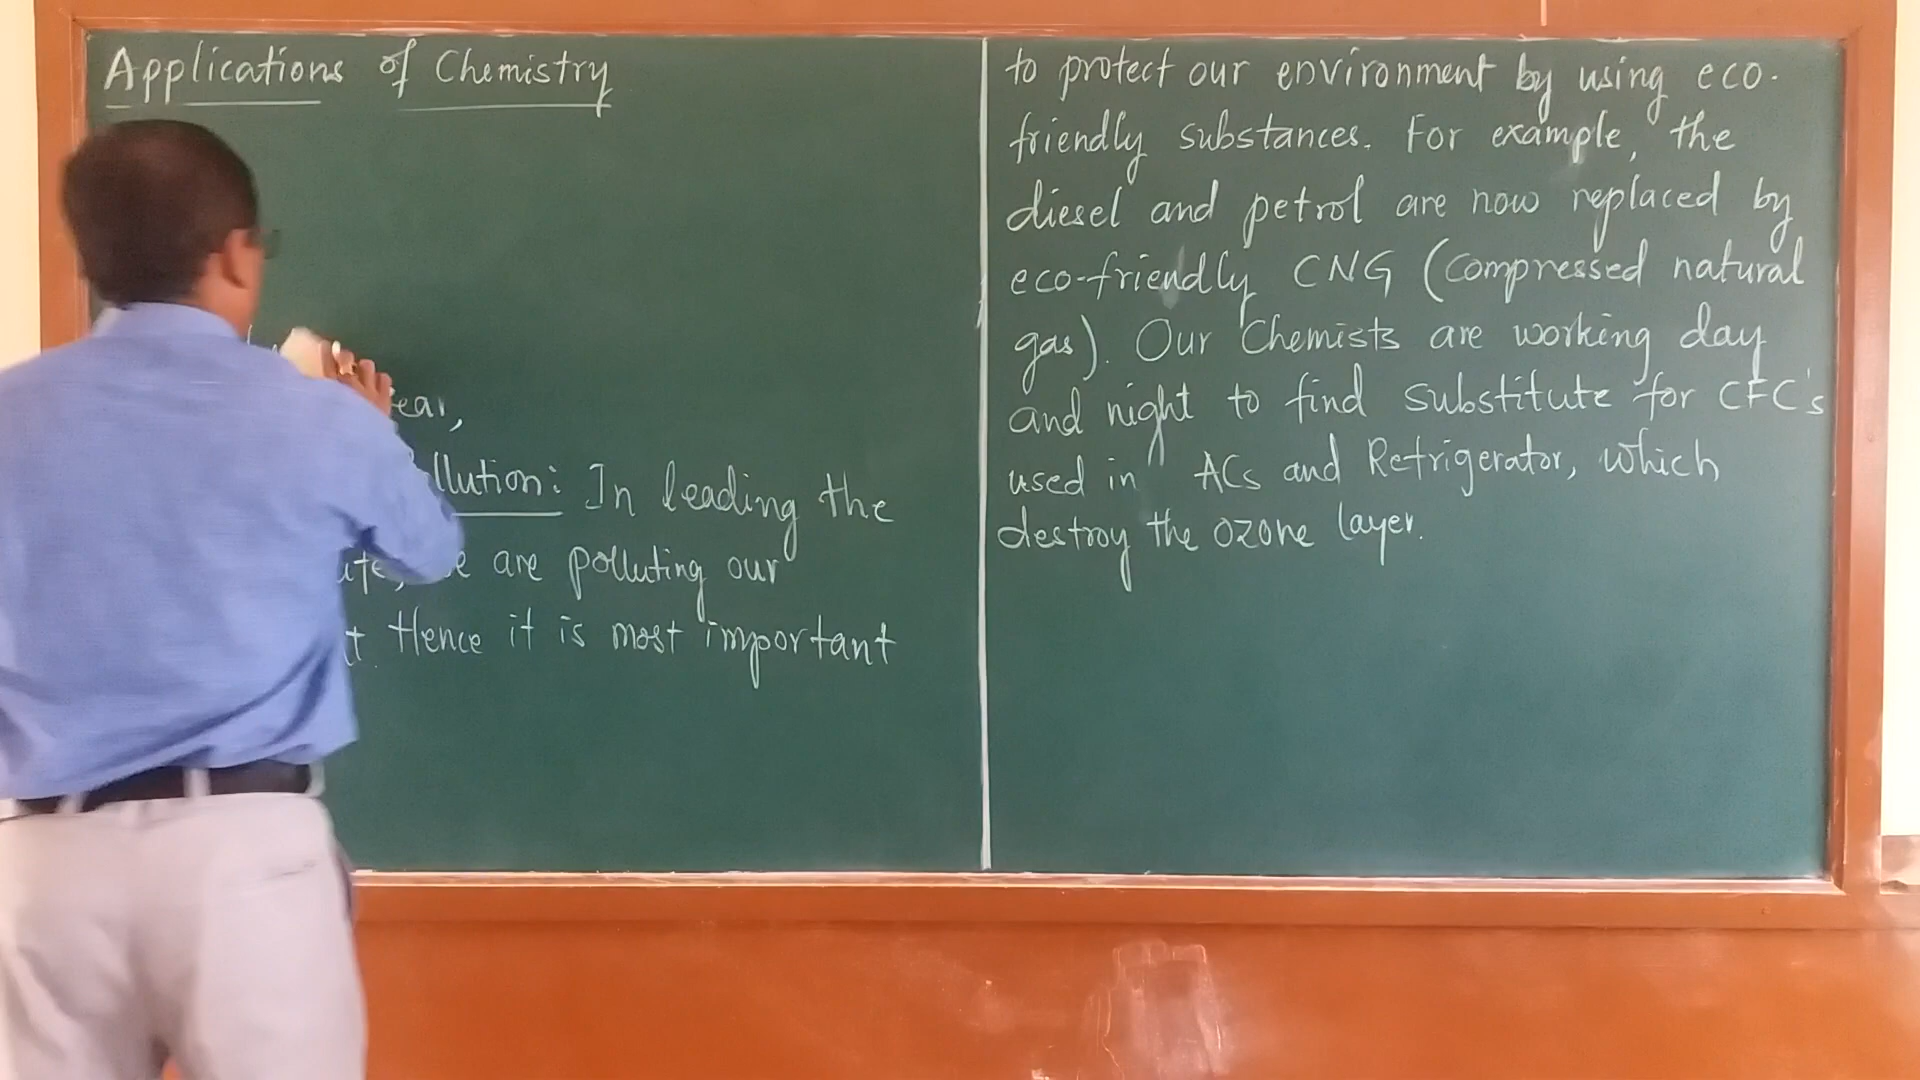 Applications of Chemistry
In leading the
are polluting our
Hence it is most important
to protect our environment by using eco-
friendly substances. For example, the
diesel and petrol are now replaced by
eco-friendly CNG (Compressed natural
gas). Our Chemists are working day
and night to find substitute for CFC's
used in ACs and Refrigerator, which
destroy the ozone layer.